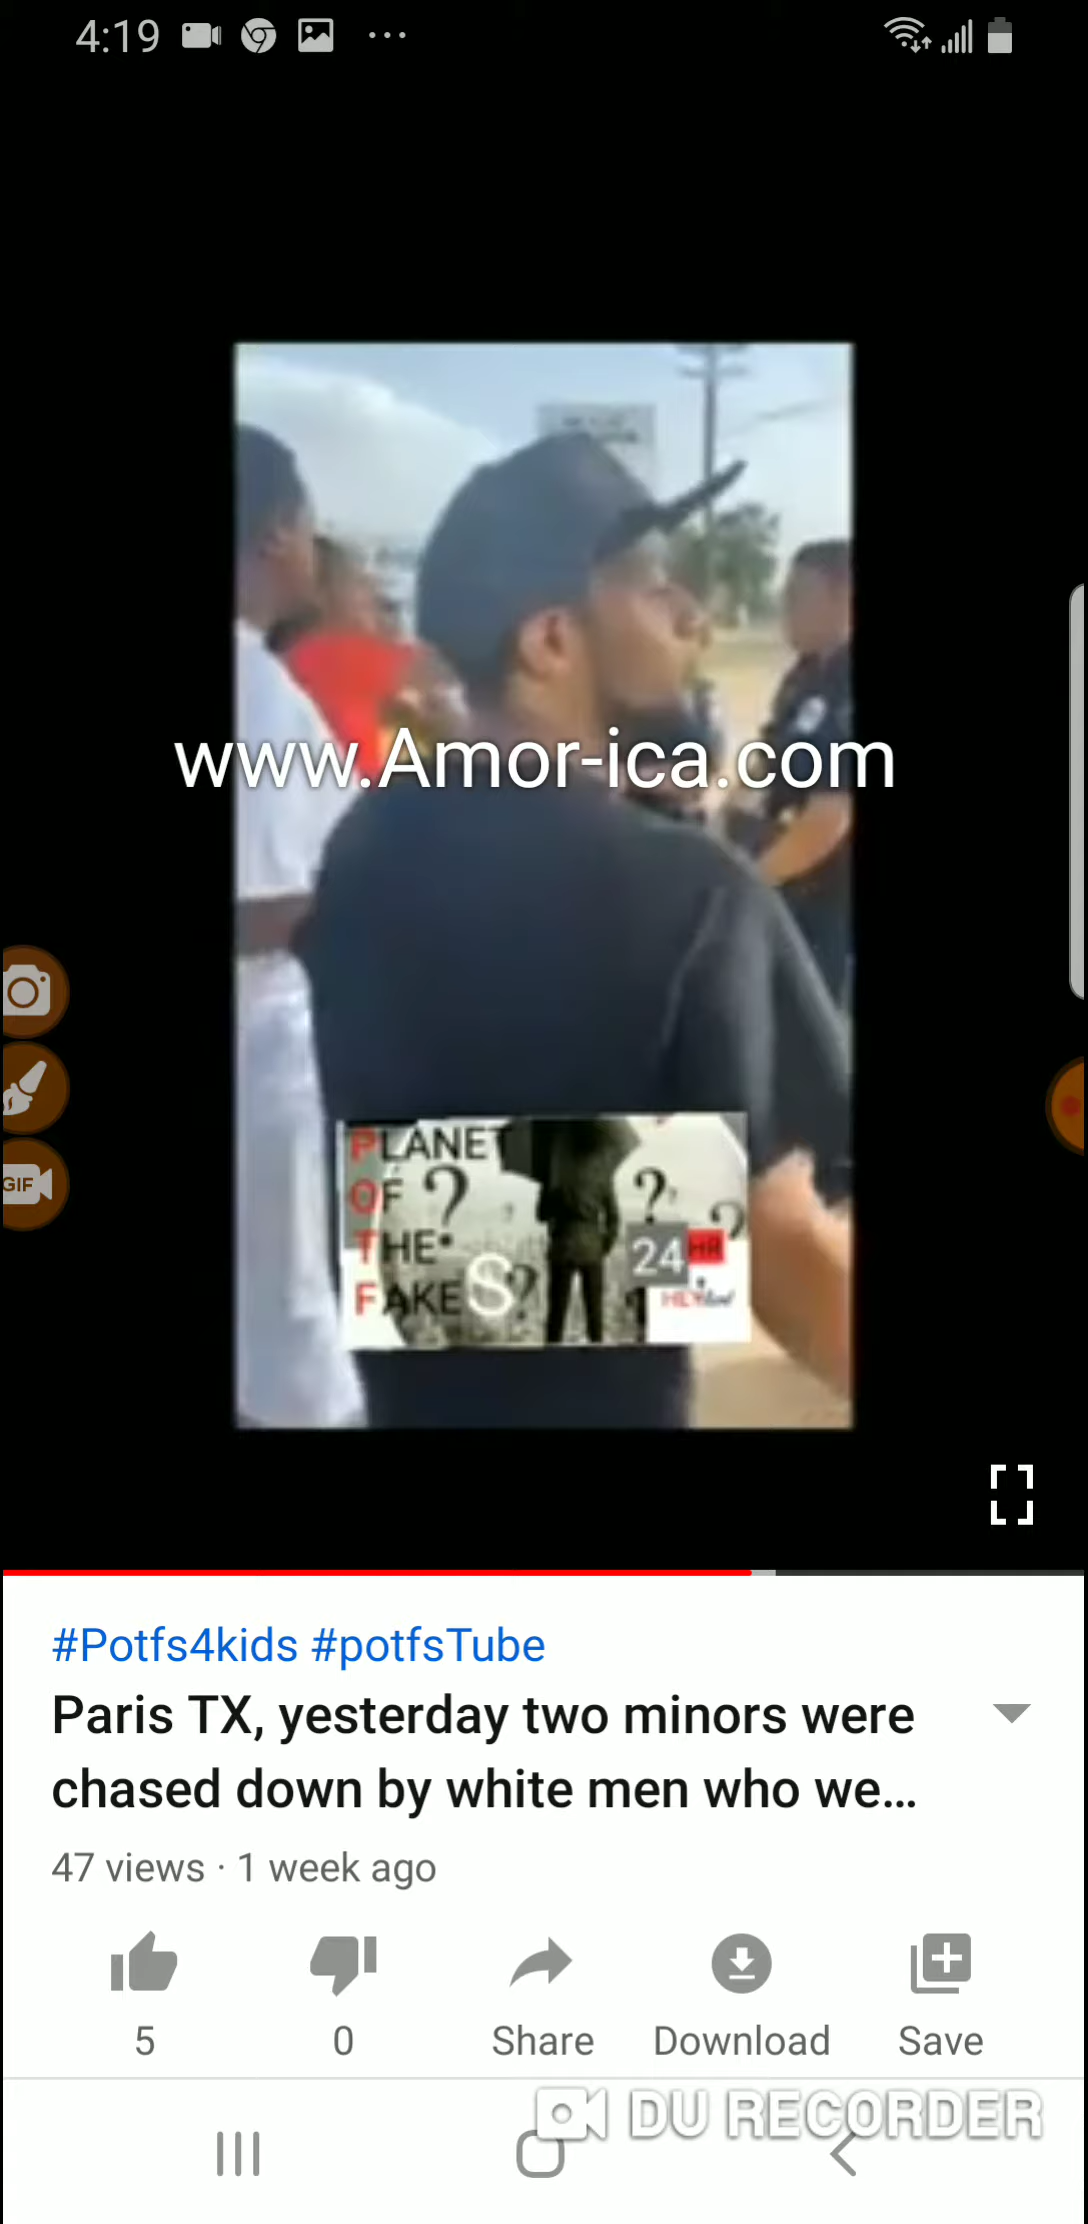 4:19
www.Amor-ica.com
PLANET
OF ?
THE
FAKES?
? ?
24 HR
GIF
#Potfs4kids #potfsTube
Paris TX, yesterday two minors were
chased down by white men who we...
47 views · 1 week ago
5 0 Share Download Save
DU RECORDER